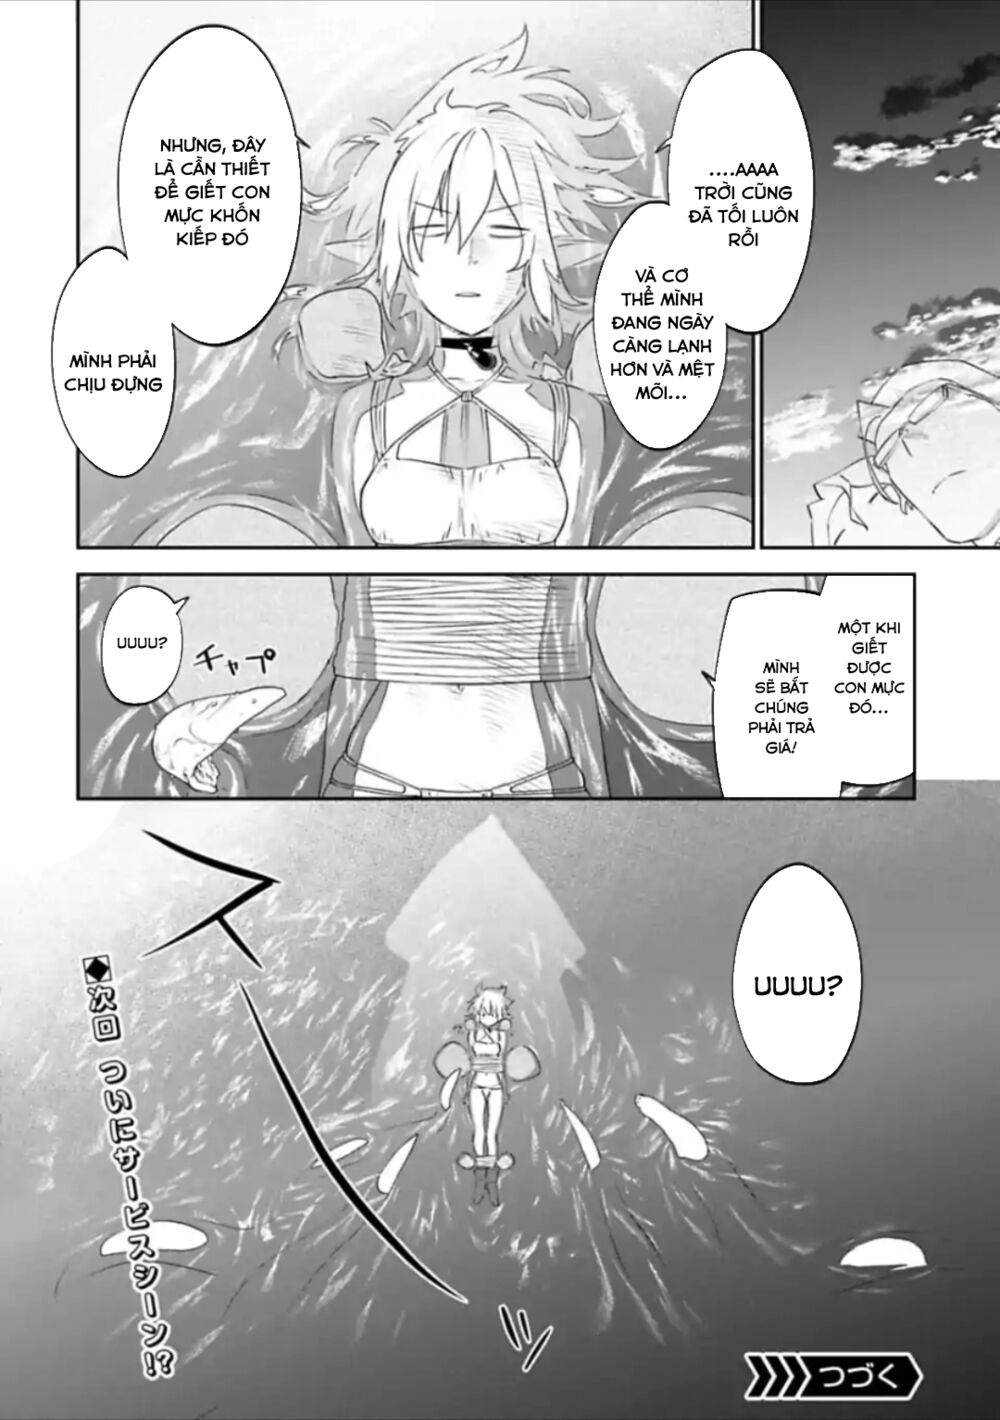 ....AAAA
TRỜI CŨNG
ĐÃ TỐI LUÔN
RỒI
VÀ CƠ
THỂ MÌNH
ĐANG NGÀY
CÀNG LẠNH
HƠN VÀ MỆT
MỎI...
NHƯNG, ĐÂY
LÀ CẦN THIẾT
ĐỂ GIẾT CON
MỰC KHỐN
KIẾP ĐÓ
MÌNH PHẢI
CHỊU ĐỰNG
MỘT KHI
GIẾT
ĐƯỢC
CON MỰC
ĐÓ...
MÌNH
SẼ BẮT
CHÚNG
PHẢI TRẢ
GIÁ!
UUUU?
チャプ
UUUU?
◆次回 ついにサービスシーン!?
つづく